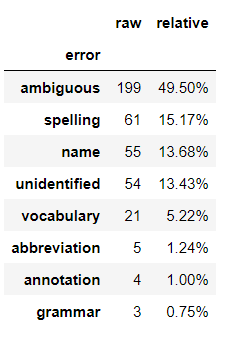 raw relative
error
ambiguous 199 49.50%
spelling 61 15.17%
name 55 13.68%
unidentified 54 13.43%
vocabulary 21 5.22%
abbreviation 5 1.24%
annotation 4 1.00%
grammar 3 0.75%